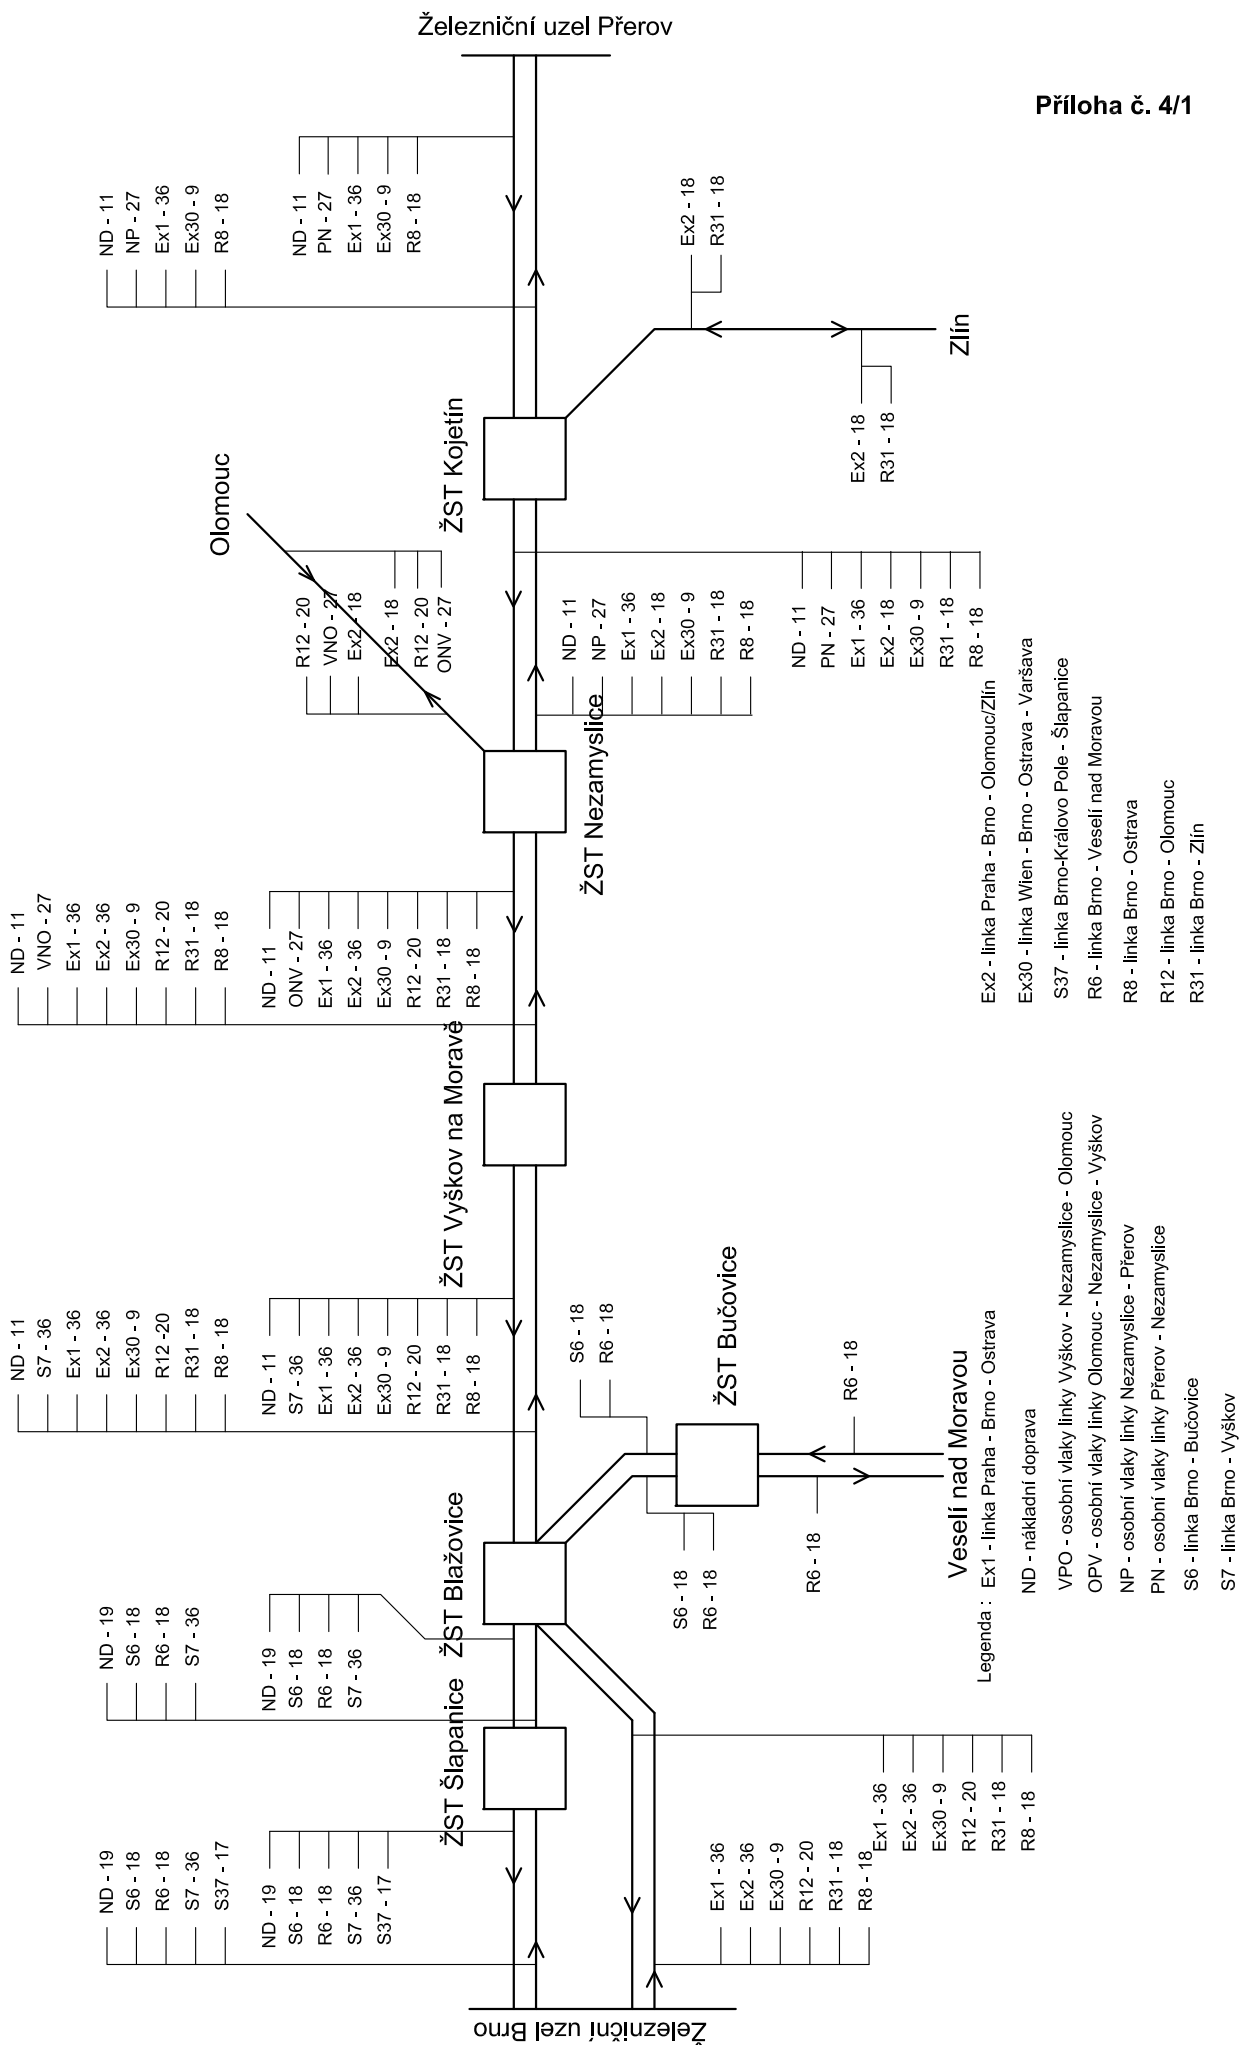 Železniční uzel Přerov
Příloha č. 4/1
ND - 11
NP - 27
Ex1 - 36
Ex30 - 9
R8 - 18
ND - 11
PN - 27
Ex1 - 36
Ex30 - 9
R8 - 18
Ex2 - 18
R31 - 18
Zlín
Ex2 - 18
R31 - 18
ŽST Kojetín
Olomouc
R12 - 20
VNO - 27
Ex2 - 18
Ex2 - 18
R12 - 20
ONV - 27
ND - 11
NP - 27
Ex1 - 36
Ex2 - 18
Ex30 - 9
R31 - 18
R8 - 18
ND - 11
PN - 27
Ex1 - 36
Ex2 - 18
Ex30 - 9
R31 - 18
R8 - 18
ŽST Nezamyslice
ND - 11
VNO - 27
Ex1 - 36
Ex2 - 36
Ex30 - 9
R12 - 20
R31 - 18
R8 - 18
ND - 11
ONV - 27
Ex1 - 36
Ex2 - 36
Ex30 - 9
R12 - 20
R31 - 18
R8 - 18
ŽST Vyškov na Moravě
ND - 11
S7 - 36
Ex1 - 36
Ex2 - 36
Ex30 - 9
R12 - 20
R31 - 18
R8 - 18
ND - 11
S7 - 36
Ex1 - 36
Ex2 - 36
Ex30 - 9
R12 - 20
R31 - 18
R8 - 18
S6 - 18
R6 - 18
ŽST Bučovice
R6 - 18
Veselí nad Moravou
R6 - 18
S6 - 18
R6 - 18
ŽST Blažovice
ND - 19
S6 - 18
R6 - 18
S7 - 36
ND - 19
S6 - 18
R6 - 18
S7 - 36
ŽST Šlapanice
ND - 19
S6 - 18
R6 - 18
S7 - 36
S37 - 17
ND - 19
S6 - 18
R6 - 18
S7 - 36
S37 - 17
Ex1 - 36
Ex2 - 36
Ex30 - 9
R12 - 20
R31 - 18
R8 - 18
Ex1 - 36
Ex2 - 36
Ex30 - 9
R12 - 20
R31 - 18
R8 - 18
Železniční uzel Brno
Legenda : Ex1 - linka Praha - Brno - Ostrava
ND - nákladní doprava
VPO - osobní vlaky linky Vyškov - Nezamyslice - Olomouc
OPV - osobní vlaky linky Olomouc - Nezamyslice - Vyškov
NP - osobní vlaky linky Nezamyslice - Přerov
PN - osobní vlaky linky Přerov - Nezamyslice
S6 - linka Brno - Bučovice
S7 - linka Brno - Vyškov
Ex2 - linka Praha - Brno - Olomouc/Zlín
Ex30 - linka Wien - Brno - Ostrava - Varšava
S37 - linka Brno-Královo Pole - Šlapanice
R6 - linka Brno - Veselí nad Moravou
R8 - linka Brno - Ostrava
R12 - linka Brno - Olomouc
R31 - linka Brno - Zlín